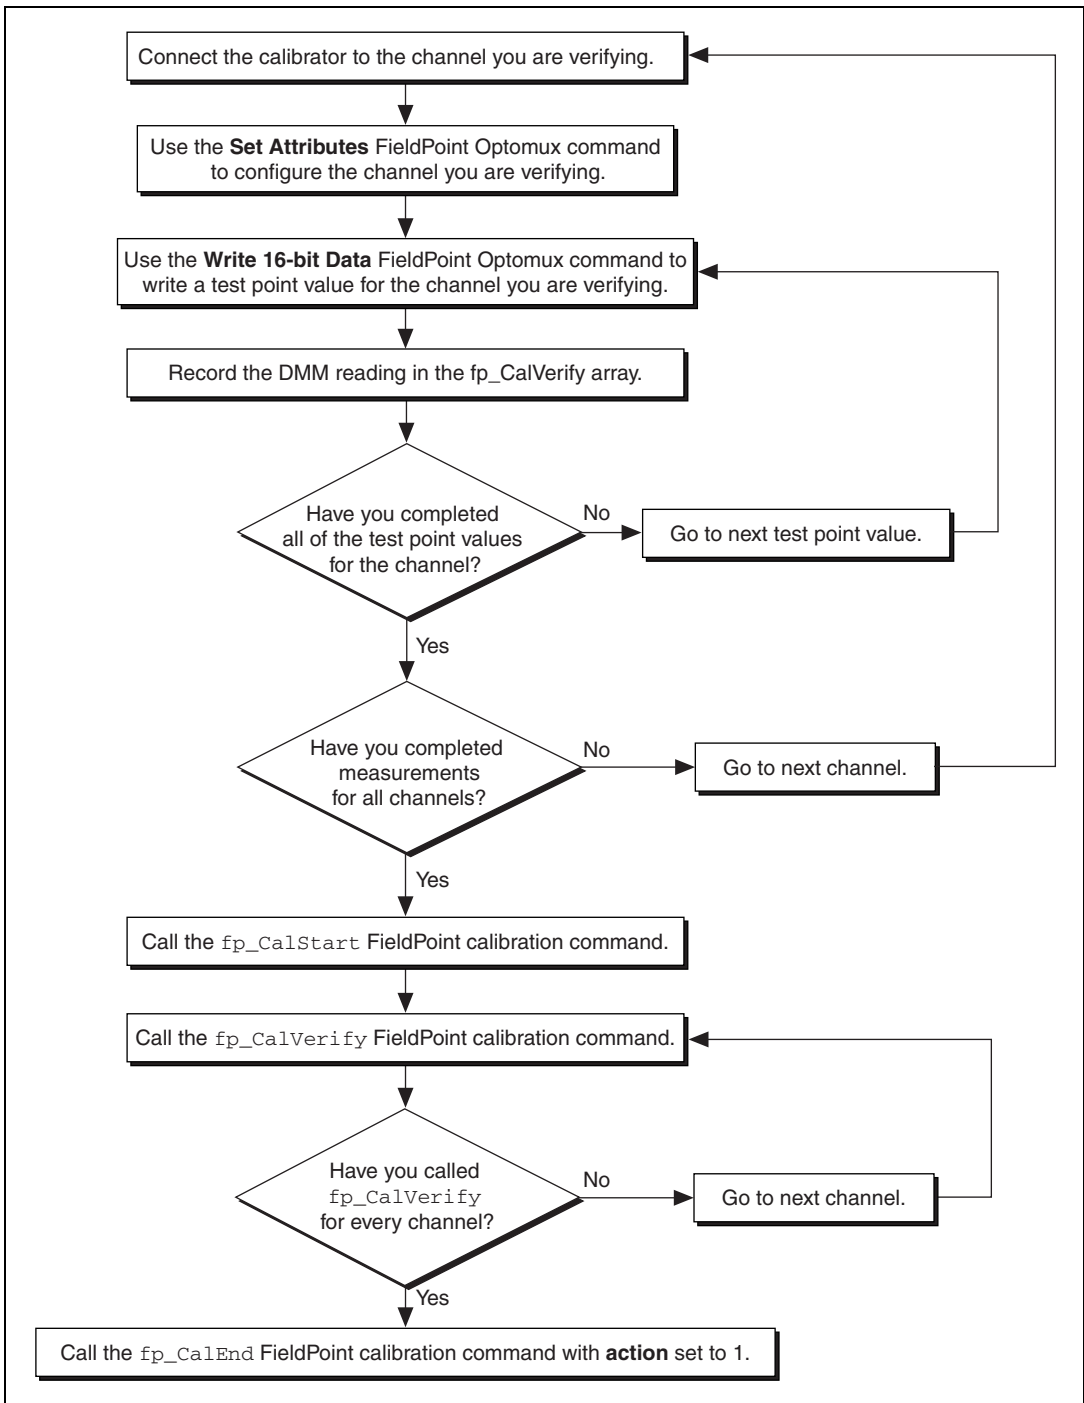 Connect the calibrator to the channel you are verifying.
Use the Set Attributes FieldPoint Optomux command
to configure the channel you are verifying.
Use the Write 16-bit Data FieldPoint Optomux command to
write a test point value for the channel you are verifying.
Record the DMM reading in the fp_CalVerify array.
Have you completed
all of the test point values
for the channel?
No
Go to next test point value.
Yes
Have you completed
measurements
for all channels?
No
Go to next channel.
Yes
Call the fp_CalStart FieldPoint calibration command.
Call the fp_CalVerify FieldPoint calibration command.
Have you called
fp_CalVerify
for every channel?
No
Go to next channel.
Yes
Call the fp_CalEnd FieldPoint calibration command with action set to 1.